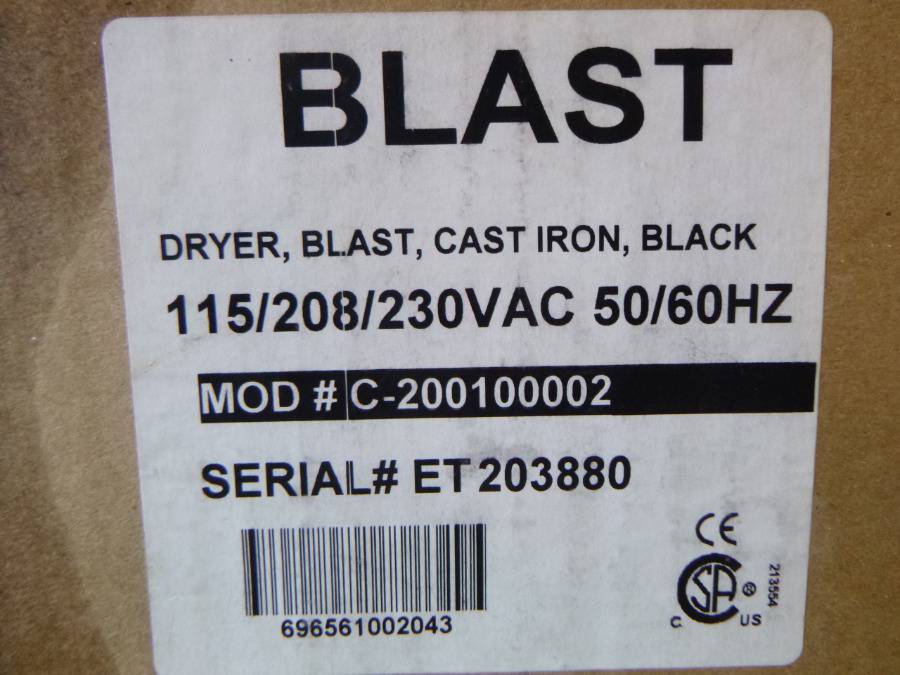 BLAST
DRYER, BLAST, CAST IRON, BLACK
115/208/230VAC 50/60HZ
MOD # C-200100002
SERIAL# ET 203880
696561002043
CE
SA ®
C US
213554